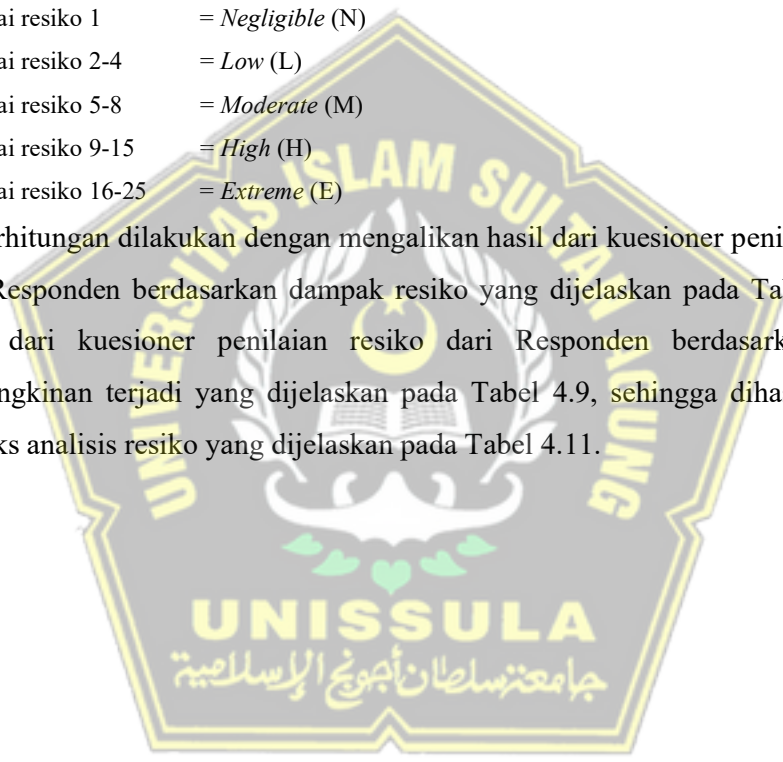 ai resiko 1 = Negligible (N)
ai resiko 2-4 = Low (L)
ai resiko 5-8 = Moderate (M)
ai resiko 9-15 = High (H)
ai resiko 16-25 = Extreme (E)
rhitungan dilakukan dengan mengalikan hasil dari kuesioner peni
Responden berdasarkan dampak resiko yang dijelaskan pada Tab
dari kuesioner penilaian resiko dari Responden berdasark
ngkinan terjadi yang dijelaskan pada Tabel 4.9, sehingga diha
ks analisis resiko yang dijelaskan pada Tabel 4.11.
UNIVERSITAS ISLAM SULTAN AGUNG
UNISSULA
جامعة سلطان أجونج الإسلامية